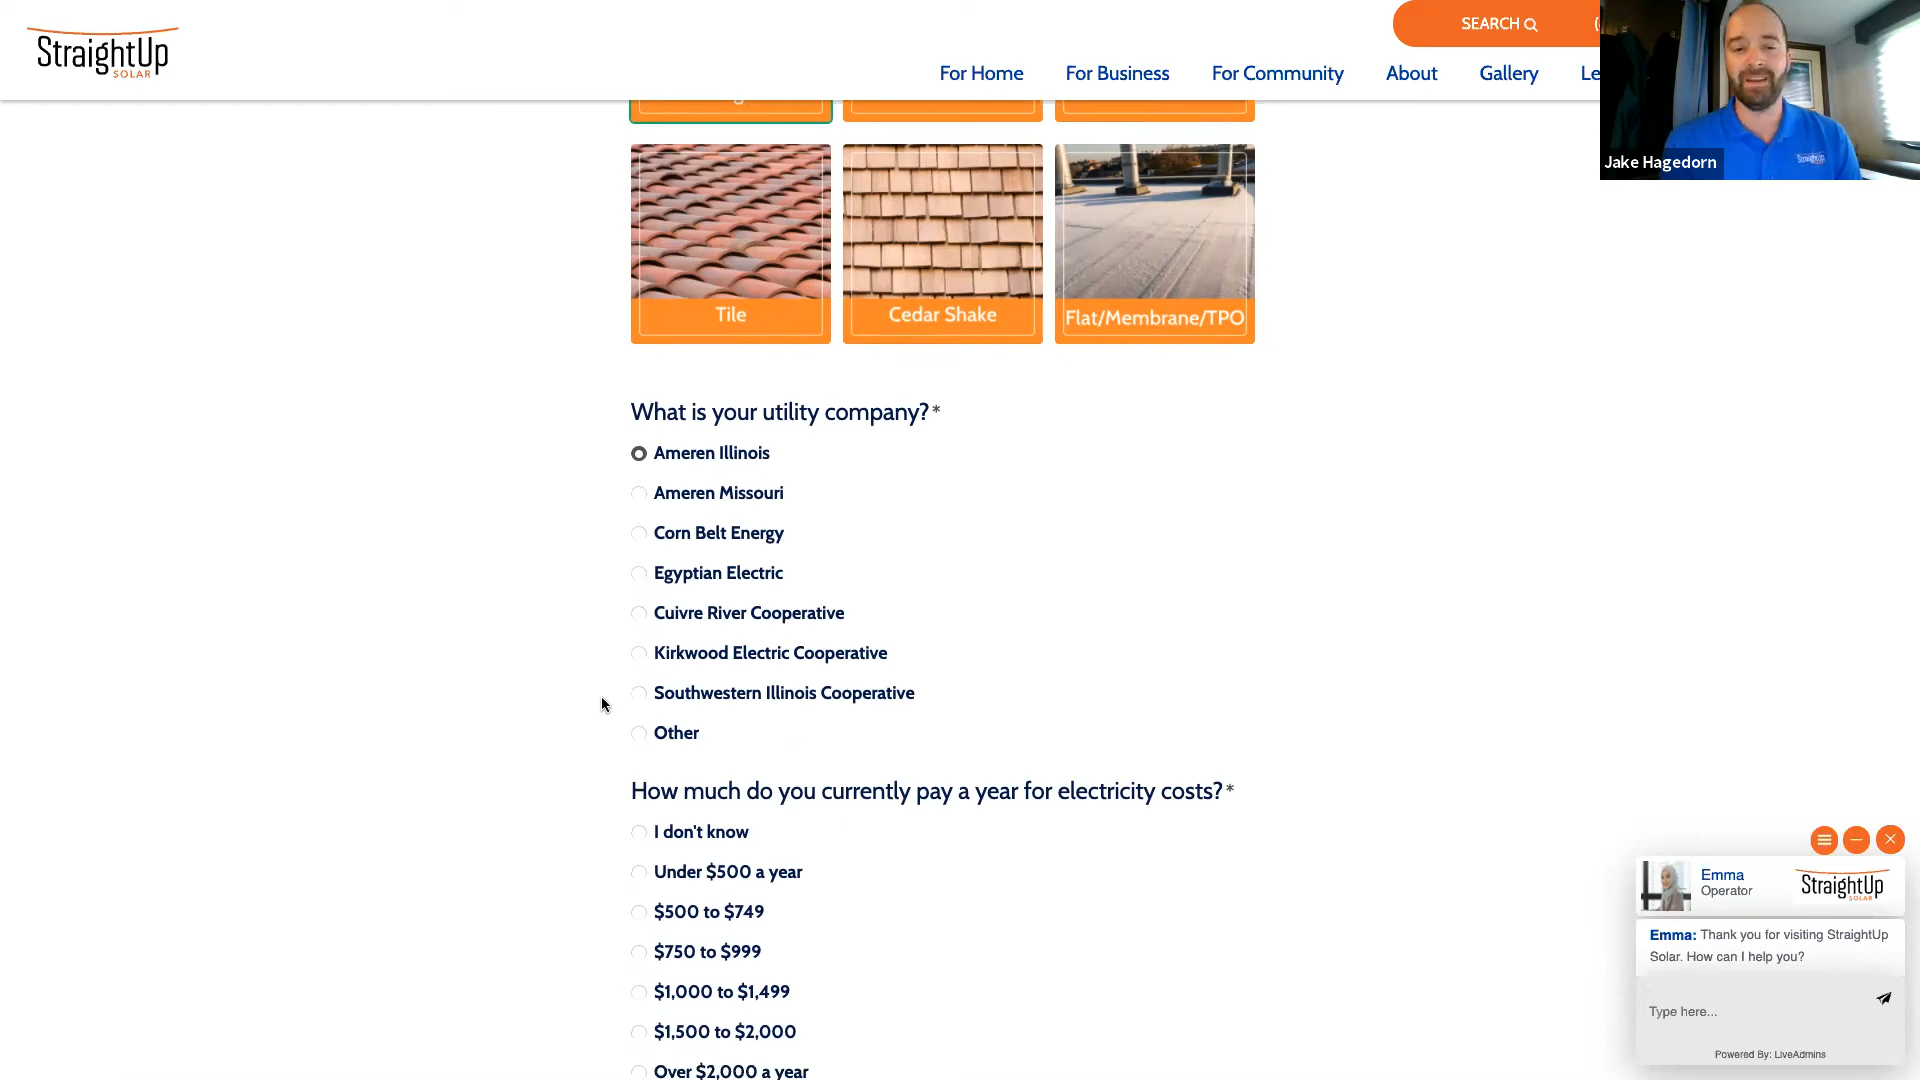 StraightUp
SOLAR
SEARCH
For Home
For Business
For Community
About
Gallery
Le
StraightUp
Jake Hagedorn
Tile
Cedar Shake
Flat/Membrane/TPO
What is your utility company?*
Ameren Illinois
Ameren Missouri
Corn Belt Energy
Egyptian Electric
Cuivre River Cooperative
Kirkwood Electric Cooperative
Southwestern Illinois Cooperative
Other
How much do you currently pay a year for electricity costs?*
I don't know
Under $500 a year
$500 to $749
$750 to $999
$1,000 to $1,499
$1,500 to $2,000
Over $2,000 a year
Emma
Operator
StraightUp
SOLAR
Emma: Thank you for visiting StraightUp
Solar. How can I help you?
Type here...
Powered By: LiveAdmins